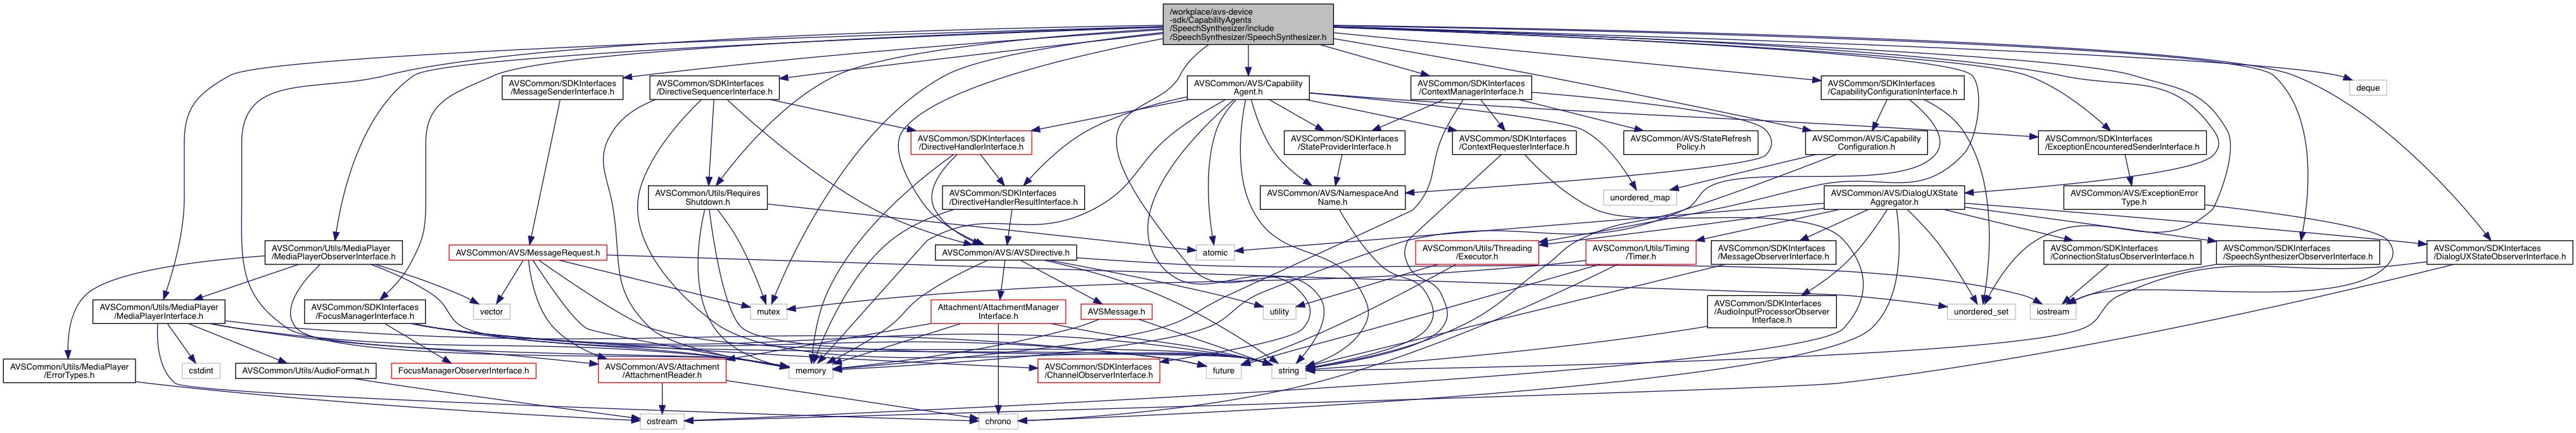 /workplace/avs-device
-sdk/CapabilityAgents
/SpeechSynthesizer/include
/SpeechSynthesizer/SpeechSynthesizer.h
AVSCommon/SDKInterfaces
/MessageSenderInterface.h
AVSCommon/SDKInterfaces
/DirectiveSequencerInterface.h
AVSCommon/AVS/Capability
Agent.h
AVSCommon/SDKInterfaces
/ContextManagerInterface.h
AVSCommon/SDKInterfaces
/CapabilityConfigurationInterface.h
deque
AVSCommon/SDKInterfaces
/DirectiveHandlerInterface.h
AVSCommon/SDKInterfaces
/StateProviderInterface.h
AVSCommon/SDKInterfaces
/ContextRequesterInterface.h
AVSCommon/AVS/StateRefresh
Policy.h
AVSCommon/AVS/Capability
Configuration.h
AVSCommon/SDKInterfaces
/ExceptionEncounteredSenderInterface.h
AVSCommon/Utils/Requires
Shutdown.h
AVSCommon/SDKInterfaces
/DirectiveHandlerResultInterface.h
AVSCommon/AVS/NamespaceAnd
Name.h
unordered_map
AVSCommon/AVS/DialogUXState
Aggregator.h
AVSCommon/AVS/ExceptionError
Type.h
AVSCommon/Utils/MediaPlayer
/MediaPlayerObserverInterface.h
AVSCommon/AVS/MessageRequest.h
AVSCommon/AVS/AVSDirective.h
atomic
AVSCommon/Utils/Threading
/Executor.h
AVSCommon/Utils/Timing
/Timer.h
AVSCommon/SDKInterfaces
/MessageObserverInterface.h
AVSCommon/SDKInterfaces
/ConnectionStatusObserverInterface.h
AVSCommon/SDKInterfaces
/SpeechSynthesizerObserverInterface.h
AVSCommon/SDKInterfaces
/DialogUXStateObserverInterface.h
AVSCommon/Utils/MediaPlayer
/MediaPlayerInterface.h
AVSCommon/SDKInterfaces
/FocusManagerInterface.h
vector
mutex
Attachment/AttachmentManager
Interface.h
AVSMessage.h
utility
AVSCommon/SDKInterfaces
/AudioInputProcessorObserver
Interface.h
unordered_set
iostream
AVSCommon/Utils/MediaPlayer
/ErrorTypes.h
cstdint
AVSCommon/Utils/AudioFormat.h
FocusManagerObserverInterface.h
AVSCommon/AVS/Attachment
/AttachmentReader.h
memory
AVSCommon/SDKInterfaces
/ChannelObserverInterface.h
future
string
ostream
chrono